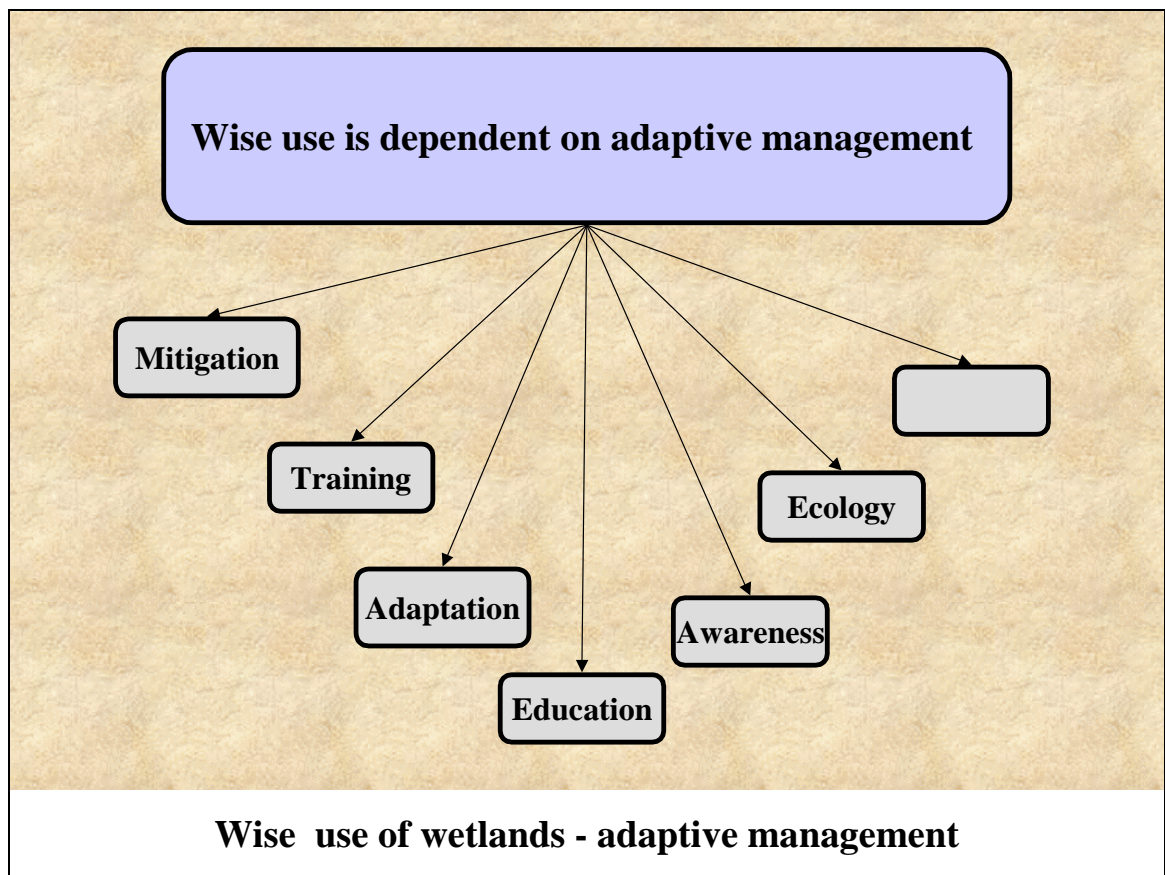 Wise use is dependent on adaptive management
Mitigation
Training
Ecology
Adaptation
Awareness
Education
Wise  use of wetlands - adaptive management